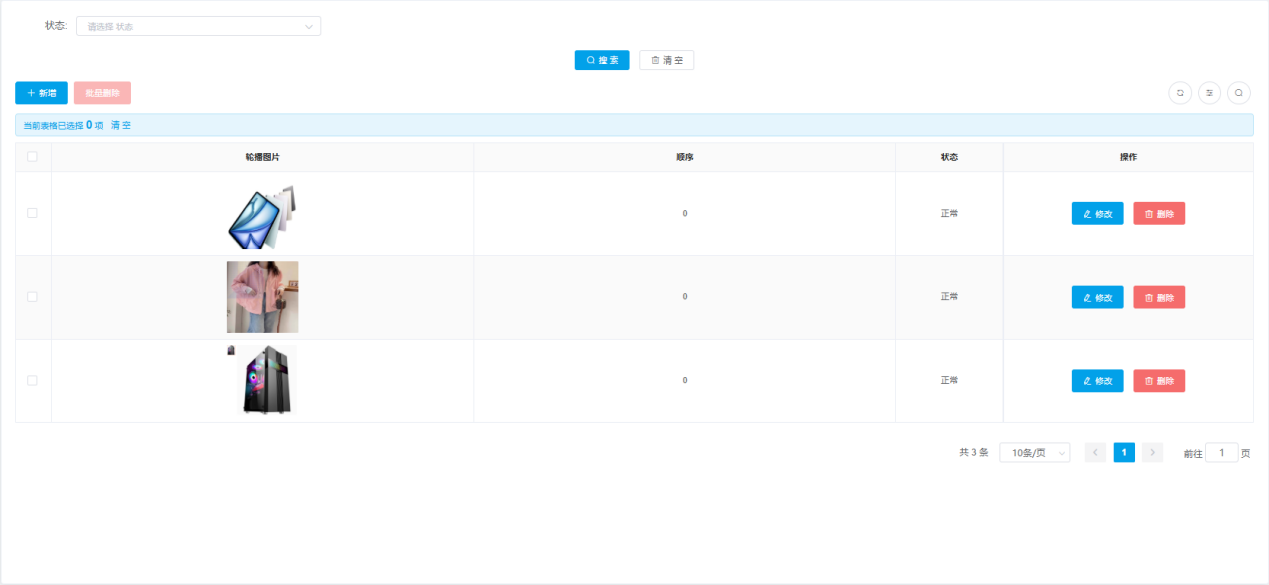 状态: 请选择 状态
搜 索 清 空
新增 批量删除
当前表格已选择 0 项 清 空
轮播图片 顺序 状态 操作
0 正常 修改 删除
0 正常 修改 删除
0 正常 修改 删除
共 3 条 10条/页 1 前往 1 页